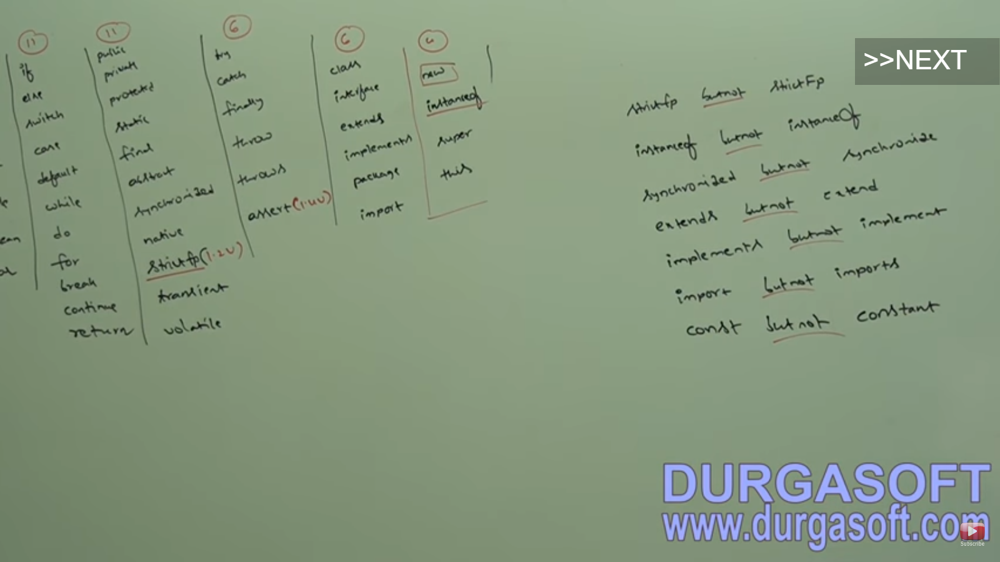 11
if
else
switch
case
default
while
do
for
break
continue
return
11
public
private
protected
static
final
abstract
synchronized
native
strictfp(1.2v)
transient
volatile
6
try
catch
finally
throw
throws
assert(1.4v)
6
class
interface
extends
implements
package
import
4
new
instanceof
super
this
strictfp but not strictFp
instanceof but not instanceOf
synchronized but not synchronize
extends but not extend
implements but not implement
import but not imports
const but not constant
>>NEXT
DURGASOFT
www.durgasoft.com
Subscribe